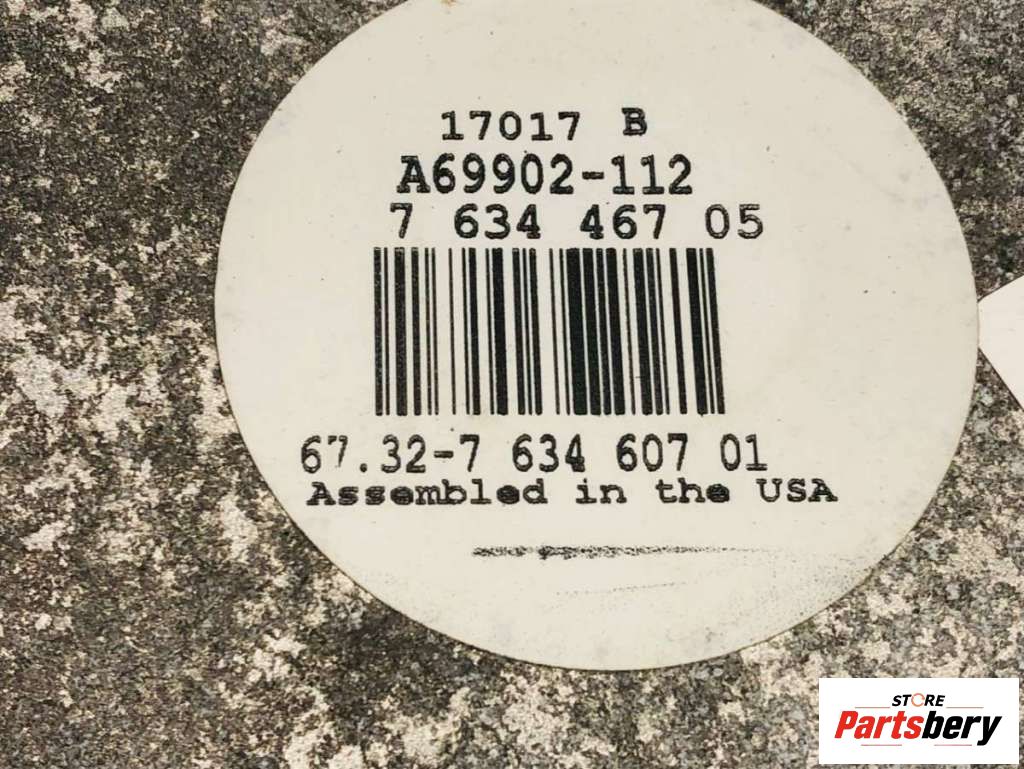 17017 B
A69902-112
7 634 467 05
67.32-7 634 607 01
Assembled in the USA
STORE
Partsbery